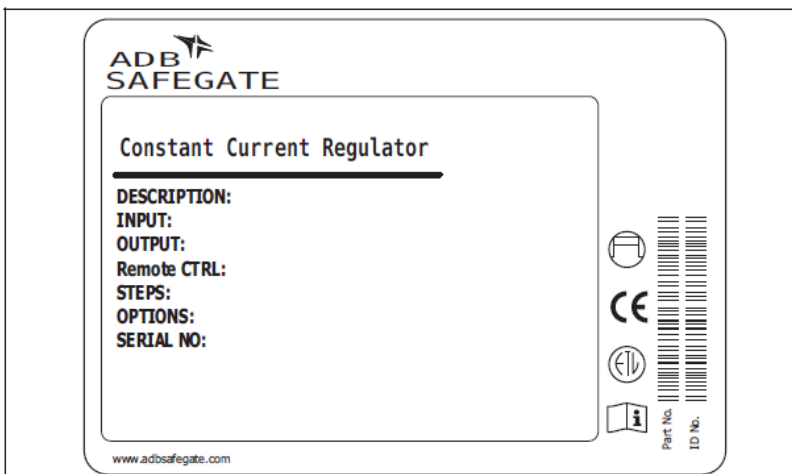 ADB
SAFEGATE
Constant Current Regulator
DESCRIPTION:
INPUT:
OUTPUT:
Remote CTRL:
STEPS:
OPTIONS:
SERIAL NO:
CE
ETL
i
Part No.
ID No.
www.adbsafegate.com